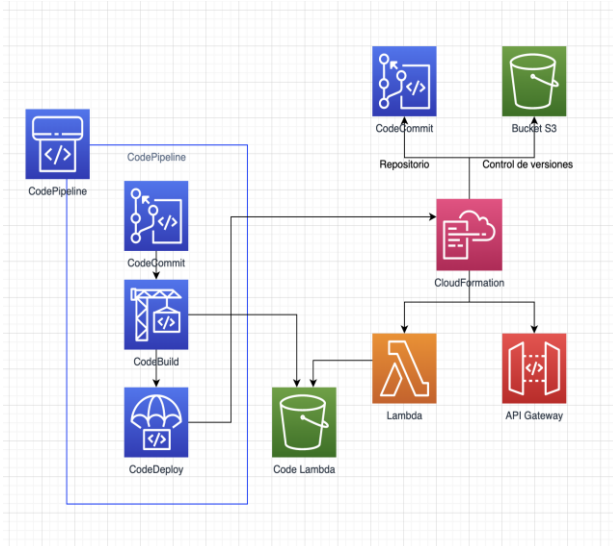 CodeCommit
Bucket S3
Repositorio
Control de versiones
CodePipeline
CodePipeline
CodeCommit
CloudFormation
CodeBuild
Lambda
API Gateway
CodeDeploy
Code Lambda